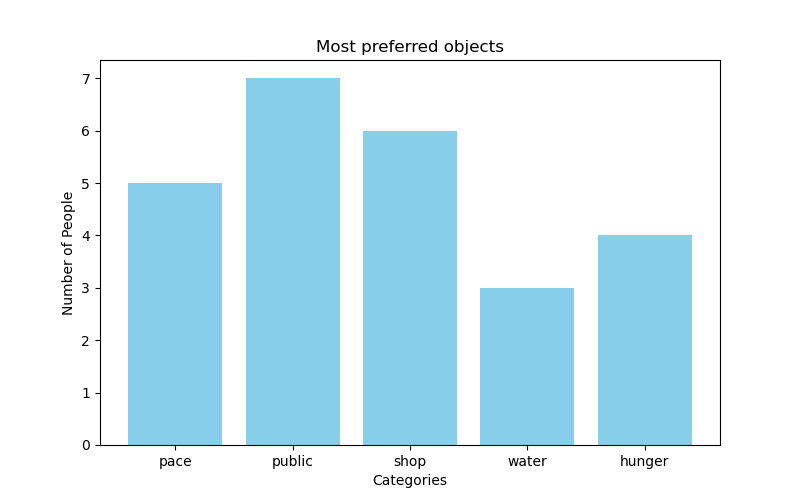 Most preferred objects
Number of People
7
6
5
4
3
2
1
0
pace public shop water hunger
Categories